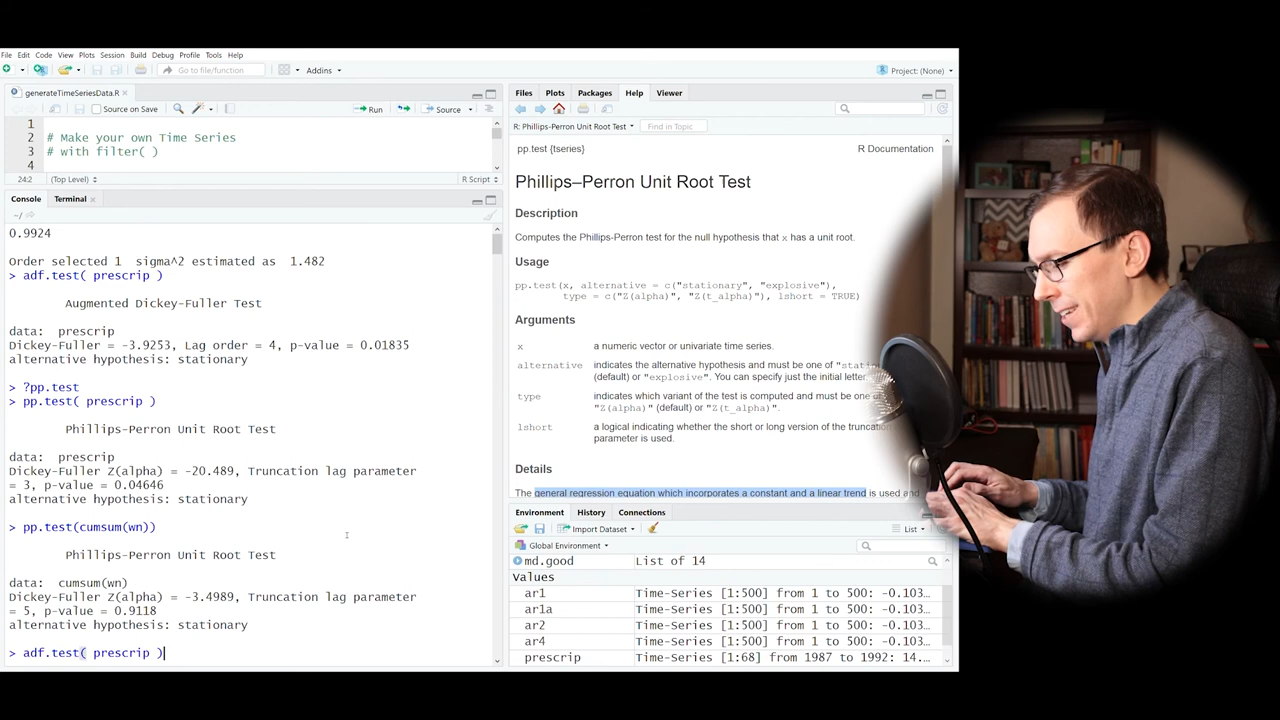 File Edit Code View Plots Session Build Debug Profile Tools Help
Go to file/function
Addins
Project: (None)
generateTimeSeriesData.R
Source on Save
Run
Source
1
2 # Make your own Time Series
3 # with filter( )
4
24:2 (Top Level) R Script
Console Terminal
~/
0.9924
Order selected 1 sigma^2 estimated as 1.482
> adf.test( prescrip )
Augmented Dickey-Fuller Test
data: prescrip
Dickey-Fuller = -3.9253, Lag order = 4, p-value = 0.01835
alternative hypothesis: stationary
> ?pp.test
> pp.test( prescrip )
Phillips-Perron Unit Root Test
data: prescrip
Dickey-Fuller Z(alpha) = -20.489, Truncation lag parameter
= 3, p-value = 0.04646
alternative hypothesis: stationary
> pp.test(cumsum(wn))
Phillips-Perron Unit Root Test
data: cumsum(wn)
Dickey-Fuller Z(alpha) = -3.4989, Truncation lag parameter
= 5, p-value = 0.9118
alternative hypothesis: stationary
> adf.test( prescrip )
Files Plots Packages Help Viewer
R: Phillips-Perron Unit Root Test Find in Topic
pp.test {tseries} R Documentation
Phillips–Perron Unit Root Test
Description
Computes the Phillips-Perron test for the null hypothesis that x has a unit root.
Usage
pp.test(x, alternative = c("stationary", "explosive"),
type = c("Z(alpha)", "Z(t_alpha)"), lshort = TRUE)
Arguments
x a numeric vector or univariate time series.
alternative indicates the alternative hypothesis and must be one of
(default) or "explosive". You can specify just the initial letter.
type indicates which variant of the test is computed and must be one
"Z(alpha)" (default) or "Z(t_alpha)".
lshort a logical indicating whether the short or long version of the truncation
parameter is used.
Details
The general regression equation which incorporates a constant and a linear trend is used and
Environment History Connections
Import Dataset List
Global Environment
md.good List of 14
Values
ar1 Time-Series [1:500] from 1 to 500: -0.103…
ar1a Time-Series [1:500] from 1 to 500: -0.103…
ar2 Time-Series [1:500] from 1 to 500: -0.103…
ar4 Time-Series [1:500] from 1 to 500: -0.103…
prescrip Time-Series [1:68] from 1987 to 1992: 14.…